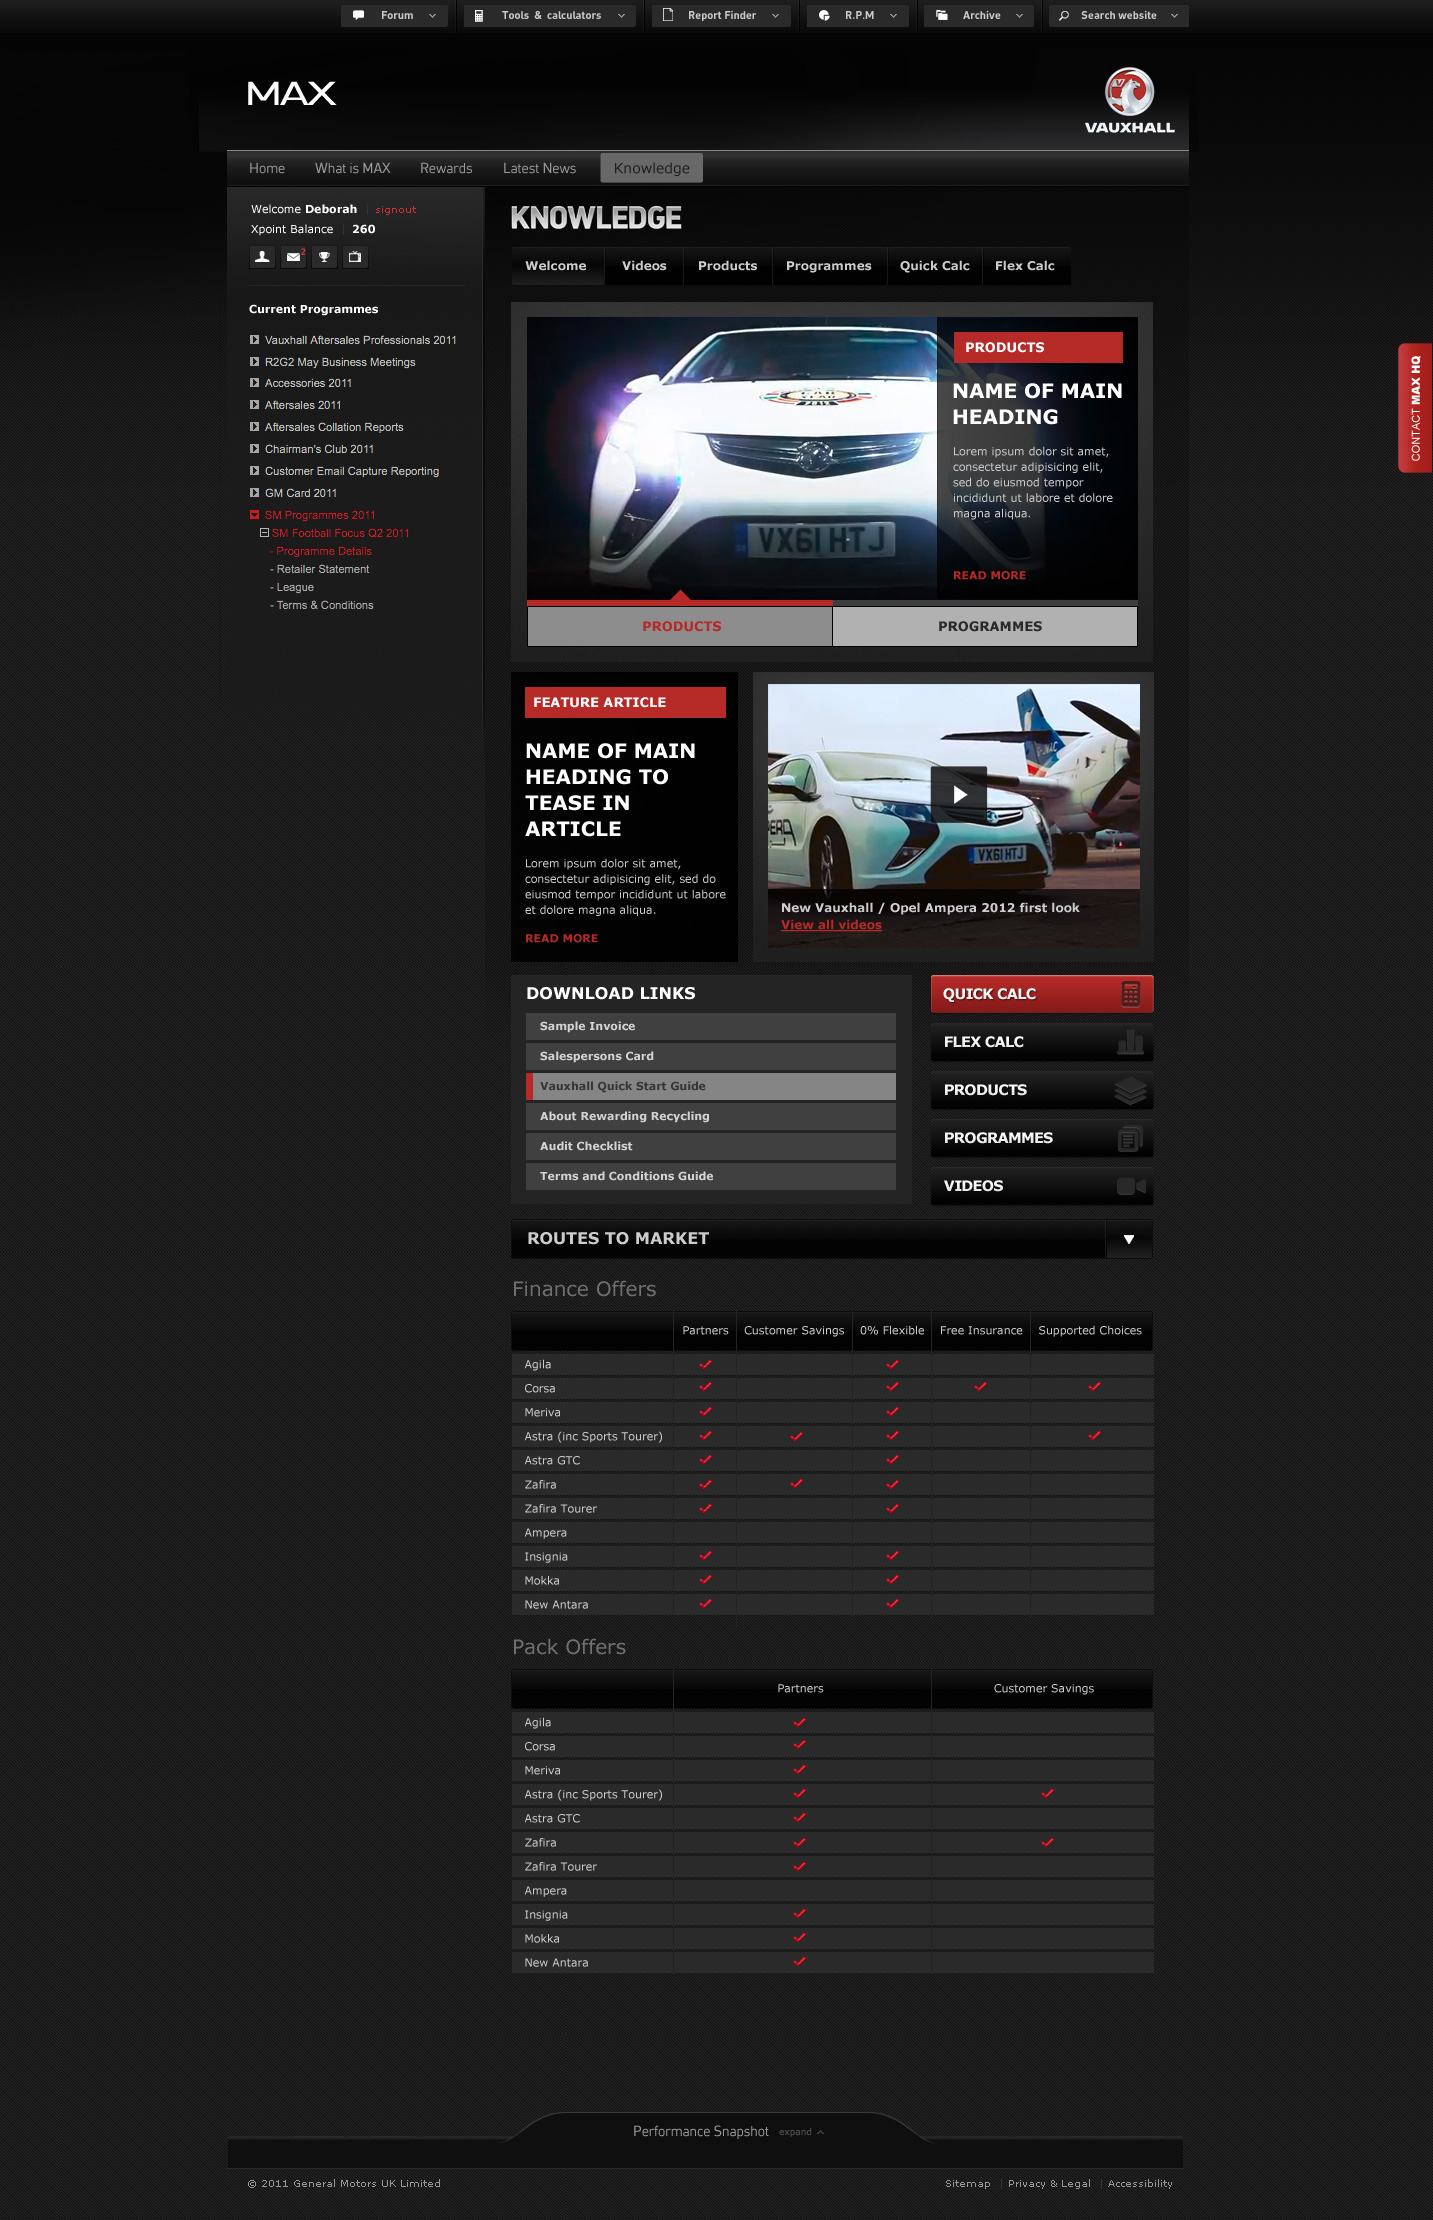 Forum
Tools & calculators
Report Finder
R.P.M
Archive
Search website
MAX
VAUXHALL
Home
What is MAX
Rewards
Latest News
Knowledge
Welcome Deborah signout
Xpoint Balance 260
2
Current Programmes
Vauxhall Aftersales Professionals 2011
R2G2 May Business Meetings
Accessories 2011
Aftersales 2011
Aftersales Collation Reports
Chairman's Club 2011
Customer Email Capture Reporting
GM Card 2011
SM Programmes 2011
SM Football Focus Q2 2011
- Programme Details
- Retailer Statement
- League
- Terms & Conditions
KNOWLEDGE
Welcome
Videos
Products
Programmes
Quick Calc
Flex Calc
VX61 HTJ
PRODUCTS
NAME OF MAIN
HEADING
Lorem ipsum dolor sit amet,
consectetur adipisicing elit,
sed do eiusmod tempor
incididunt ut labore et dolore
magna aliqua.
READ MORE
PRODUCTS
PROGRAMMES
CONTACT MAX HQ
FEATURE ARTICLE
NAME OF MAIN
HEADING TO
TEASE IN
ARTICLE
Lorem ipsum dolor sit amet,
consectetur adipisicing elit, sed do
eiusmod tempor incididunt ut labore
et dolore magna aliqua.
READ MORE
VX61 HTJ
New Vauxhall / Opel Ampera 2012 first look
View all videos
DOWNLOAD LINKS
Sample Invoice
Salespersons Card
Vauxhall Quick Start Guide
About Rewarding Recycling
Audit Checklist
Terms and Conditions Guide
QUICK CALC
FLEX CALC
PRODUCTS
PROGRAMMES
VIDEOS
ROUTES TO MARKET
Finance Offers
Partners Customer Savings 0% Flexible Free Insurance Supported Choices
Agila
Corsa
Meriva
Astra (inc Sports Tourer)
Astra GTC
Zafira
Zafira Tourer
Ampera
Insignia
Mokka
New Antara
Pack Offers
Partners Customer Savings
Agila
Corsa
Meriva
Astra (inc Sports Tourer)
Astra GTC
Zafira
Zafira Tourer
Ampera
Insignia
Mokka
New Antara
Performance Snapshot expand
© 2011 General Motors UK Limited
Sitemap
Privacy & Legal
Accessibility